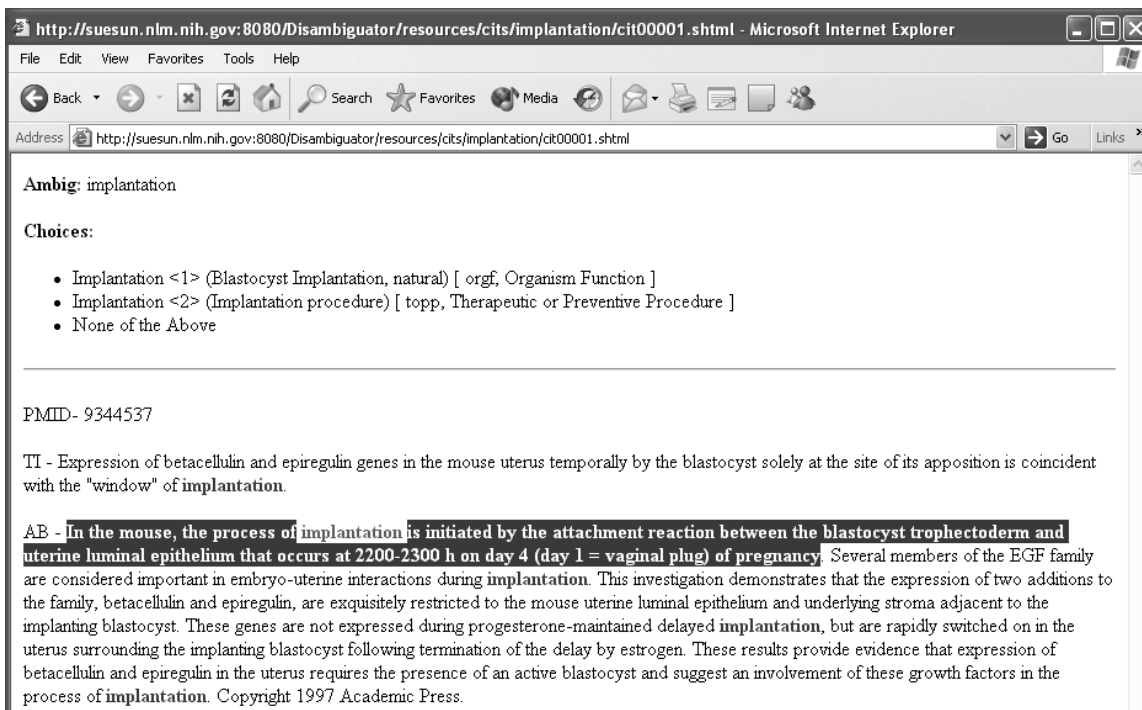 http://suesun.nlm.nih.gov:8080/Disambiguator/resources/cits/implantation/cit00001.shtml - Microsoft Internet Explorer
File Edit View Favorites Tools Help
Back Search Favorites Media
Address http://suesun.nlm.nih.gov:8080/Disambiguator/resources/cits/implantation/cit00001.shtml Go Links »
Ambig: implantation
Choices:
• Implantation <1> (Blastocyst Implantation, natural) [ orgf, Organism Function ]
• Implantation <2> (Implantation procedure) [ topp, Therapeutic or Preventive Procedure ]
• None of the Above
PMID- 9344537
TI - Expression of betacellulin and epiregulin genes in the mouse uterus temporally by the blastocyst solely at the site of its apposition is coincident
with the "window" of implantation.
AB - In the mouse, the process of implantation is initiated by the attachment reaction between the blastocyst trophectoderm and
uterine luminal epithelium that occurs at 2200-2300 h on day 4 (day 1 = vaginal plug) of pregnancy. Several members of the EGF family
are considered important in embryo-uterine interactions during implantation. This investigation demonstrates that the expression of two additions to
the family, betacellulin and epiregulin, are exquisitely restricted to the mouse uterine luminal epithelium and underlying stroma adjacent to the
implanting blastocyst. These genes are not expressed during progesterone-maintained delayed implantation, but are rapidly switched on in the
uterus surrounding the implanting blastocyst following termination of the delay by estrogen. These results provide evidence that expression of
betacellulin and epiregulin in the uterus requires the presence of an active blastocyst and suggest an involvement of these growth factors in the
process of implantation. Copyright 1997 Academic Press.